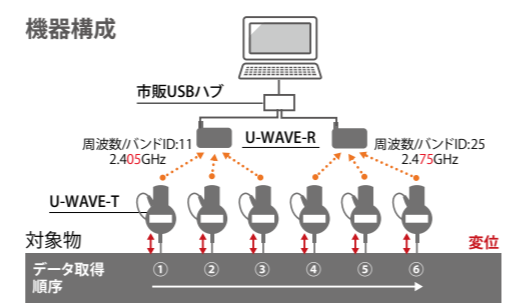 機器構成
市販USBハブ
周波数/バンドID:11
2.405GHz
U-WAVE-R
周波数/バンドID:25
2.475GHz
U-WAVE-T
対象物
変位
データ取得
順序
① ② ③ ④ ⑤ ⑥